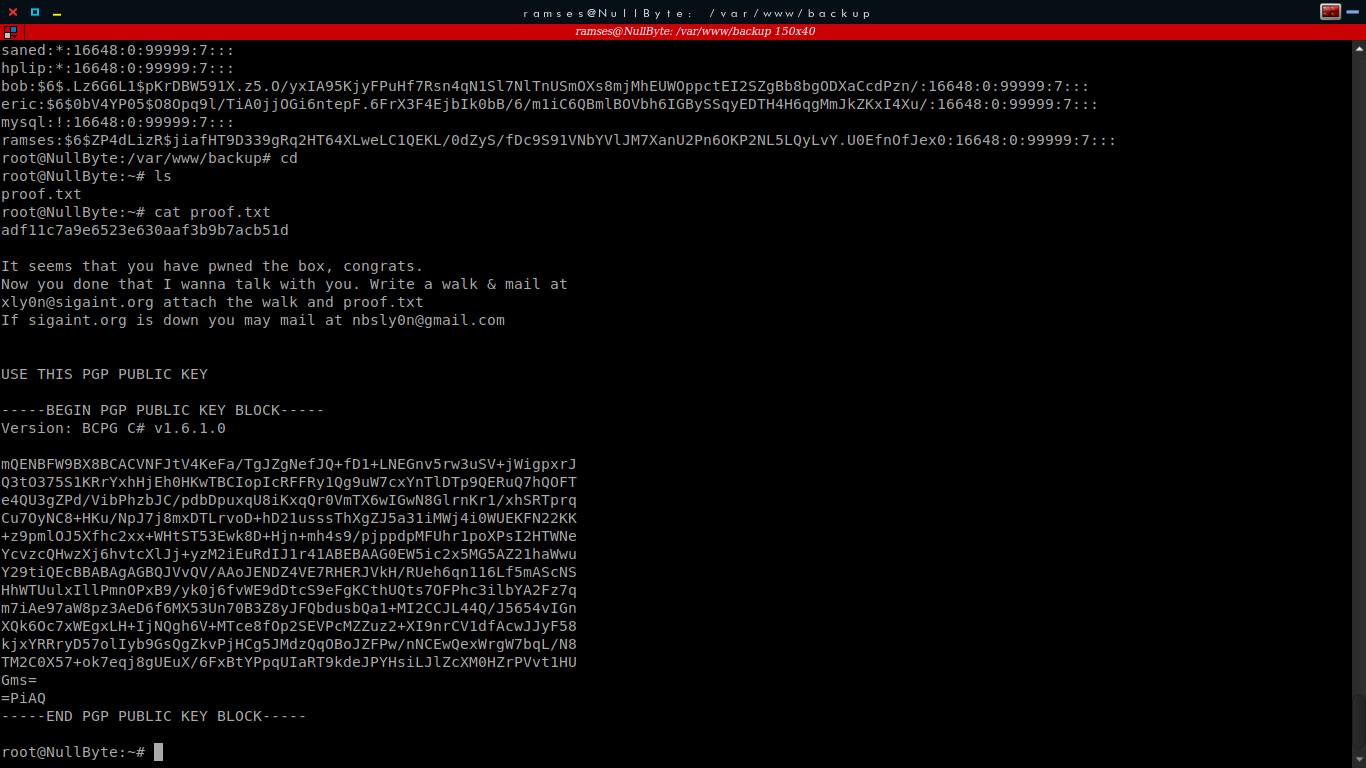 ramses@NullByte: /var/www/backup
ramses@NullByte: /var/www/backup 150x40
saned:*:16648:0:99999:7:::
hplip:*:16648:0:99999:7:::
bob:$6$.Lz6G6L1$pKrDBW591X.z5.O/yxIA95KjyFPuHf7Rsn4qN1Sl7NlTnUSmOXs8mjMhEUWOppctEI2SZgBb8bgODXaCcdPzn/:16648:0:99999:7:::
eric:$6$0bV4YP05$O8Opq9l/TiA0jjOGi6ntepF.6FrX3F4EjbIk0bB/6/m1iC6QBmlBOVbh6IGBySSqyEDTH4H6qgMmJkZKxI4Xu/:16648:0:99999:7:::
mysql:!:16648:0:99999:7:::
ramses:$6$ZP4dLizR$jiafHT9D339gRq2HT64XLweLC1QEKL/0dZyS/fDc9S91VNbYVlJM7XanU2Pn6OKP2NL5LQyLvY.U0EfnOfJex0:16648:0:99999:7:::
root@NullByte:/var/www/backup# cd
root@NullByte:~# ls
proof.txt
root@NullByte:~# cat proof.txt
adf11c7a9e6523e630aaf3b9b7acb51d
It seems that you have pwned the box, congrats.
Now you done that I wanna talk with you. Write a walk & mail at
xly0n@sigaint.org attach the walk and proof.txt
If sigaint.org is down you may mail at nbsly0n@gmail.com
USE THIS PGP PUBLIC KEY
-----BEGIN PGP PUBLIC KEY BLOCK-----
Version: BCPG C# v1.6.1.0
mQENBFW9BX8BCACVNFJtV4KeFa/TgJZgNefJQ+fD1+LNEGnv5rw3uSV+jWigpxrJ
Q3tO375S1KRrYxhHjEh0HKwTBCIopIcRFFRy1Qg9uW7cxYnTlDTp9QERuQ7hQOFT
e4QU3gZPd/VibPhzbJC/pdbDpuxqU8iKxqQr0VmTX6wIGwN8GlrnKr1/xhSRTprq
Cu7OyNC8+HKu/NpJ7j8mxDTLrvoD+hD21usssThXgZJ5a31iMWj4i0WUEKFN22KK
+z9pmlOJ5Xfhc2xx+WHtST53Ewk8D+Hjn+mh4s9/pjppdpMFUhr1poXPsI2HTWNe
YcvzcQHwzXj6hvtcXlJj+yzM2iEuRdIJ1r41ABEBAAG0EW5ic2x5MG5AZ21haWwu
Y29tiQEcBBABAgAGBQJVvQV/AAoJENDZ4VE7RHERJVkH/RUeh6qn116Lf5mAScNS
HhWTUulxIllPmnOPxB9/yk0j6fvWE9dDtcS9eFgKCthUQts7OFPhc3ilbYA2Fz7q
m7iAe97aW8pz3AeD6f6MX53Un70B3Z8yJFQbdusbQa1+MI2CCJL44Q/J5654vIGn
XQk6Oc7xWEgxLH+IjNQgh6V+MTce8fOp2SEVPcMZZuz2+XI9nrCV1dfAcwJJyF58
kjxYRRryD57olIyb9GsQgZkvPjHCg5JMdzQqOBoJZFPw/nNCEwQexWrgW7bqL/N8
TM2C0X57+ok7eqj8gUEuX/6FxBtYPpqUIaRT9kdeJPYHsiLJlZcXM0HZrPVvt1HU
Gms=
=PiAQ
-----END PGP PUBLIC KEY BLOCK-----
root@NullByte:~#